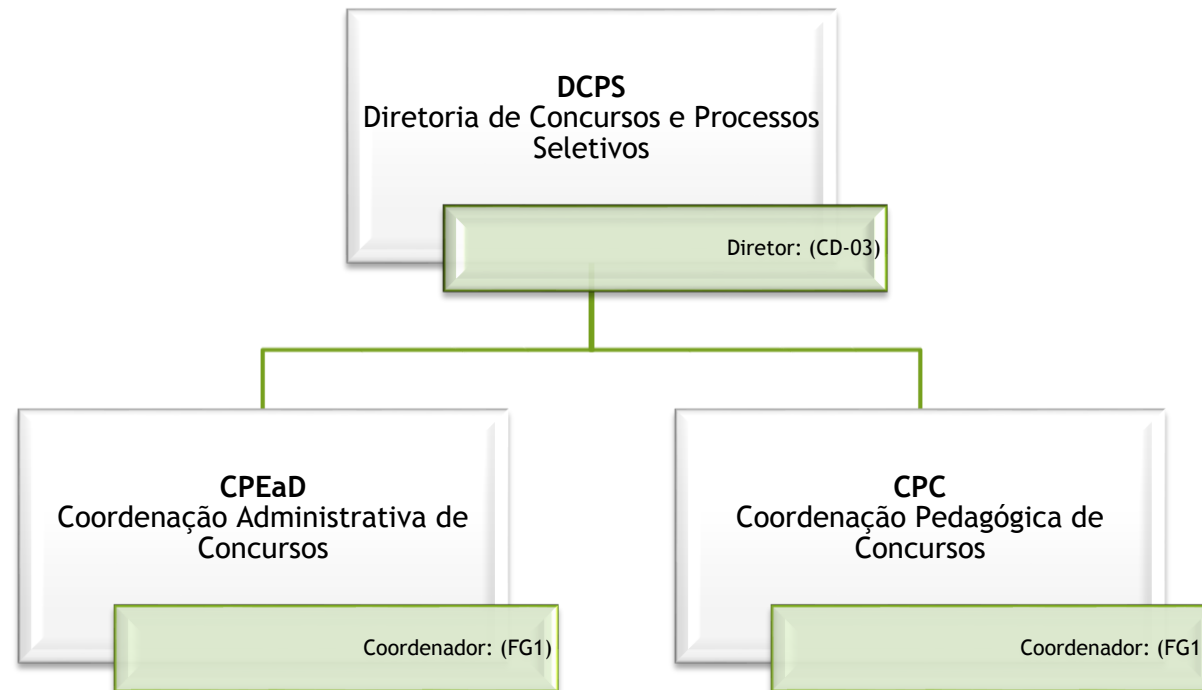 DCPS
Diretoria de Concursos e Processos
Seletivos
Diretor: (CD-03)
CPEaD
Coordenação Administrativa de
Concursos
Coordenador: (FG1)
CPC
Coordenação Pedagógica de
Concursos
Coordenador: (FG1